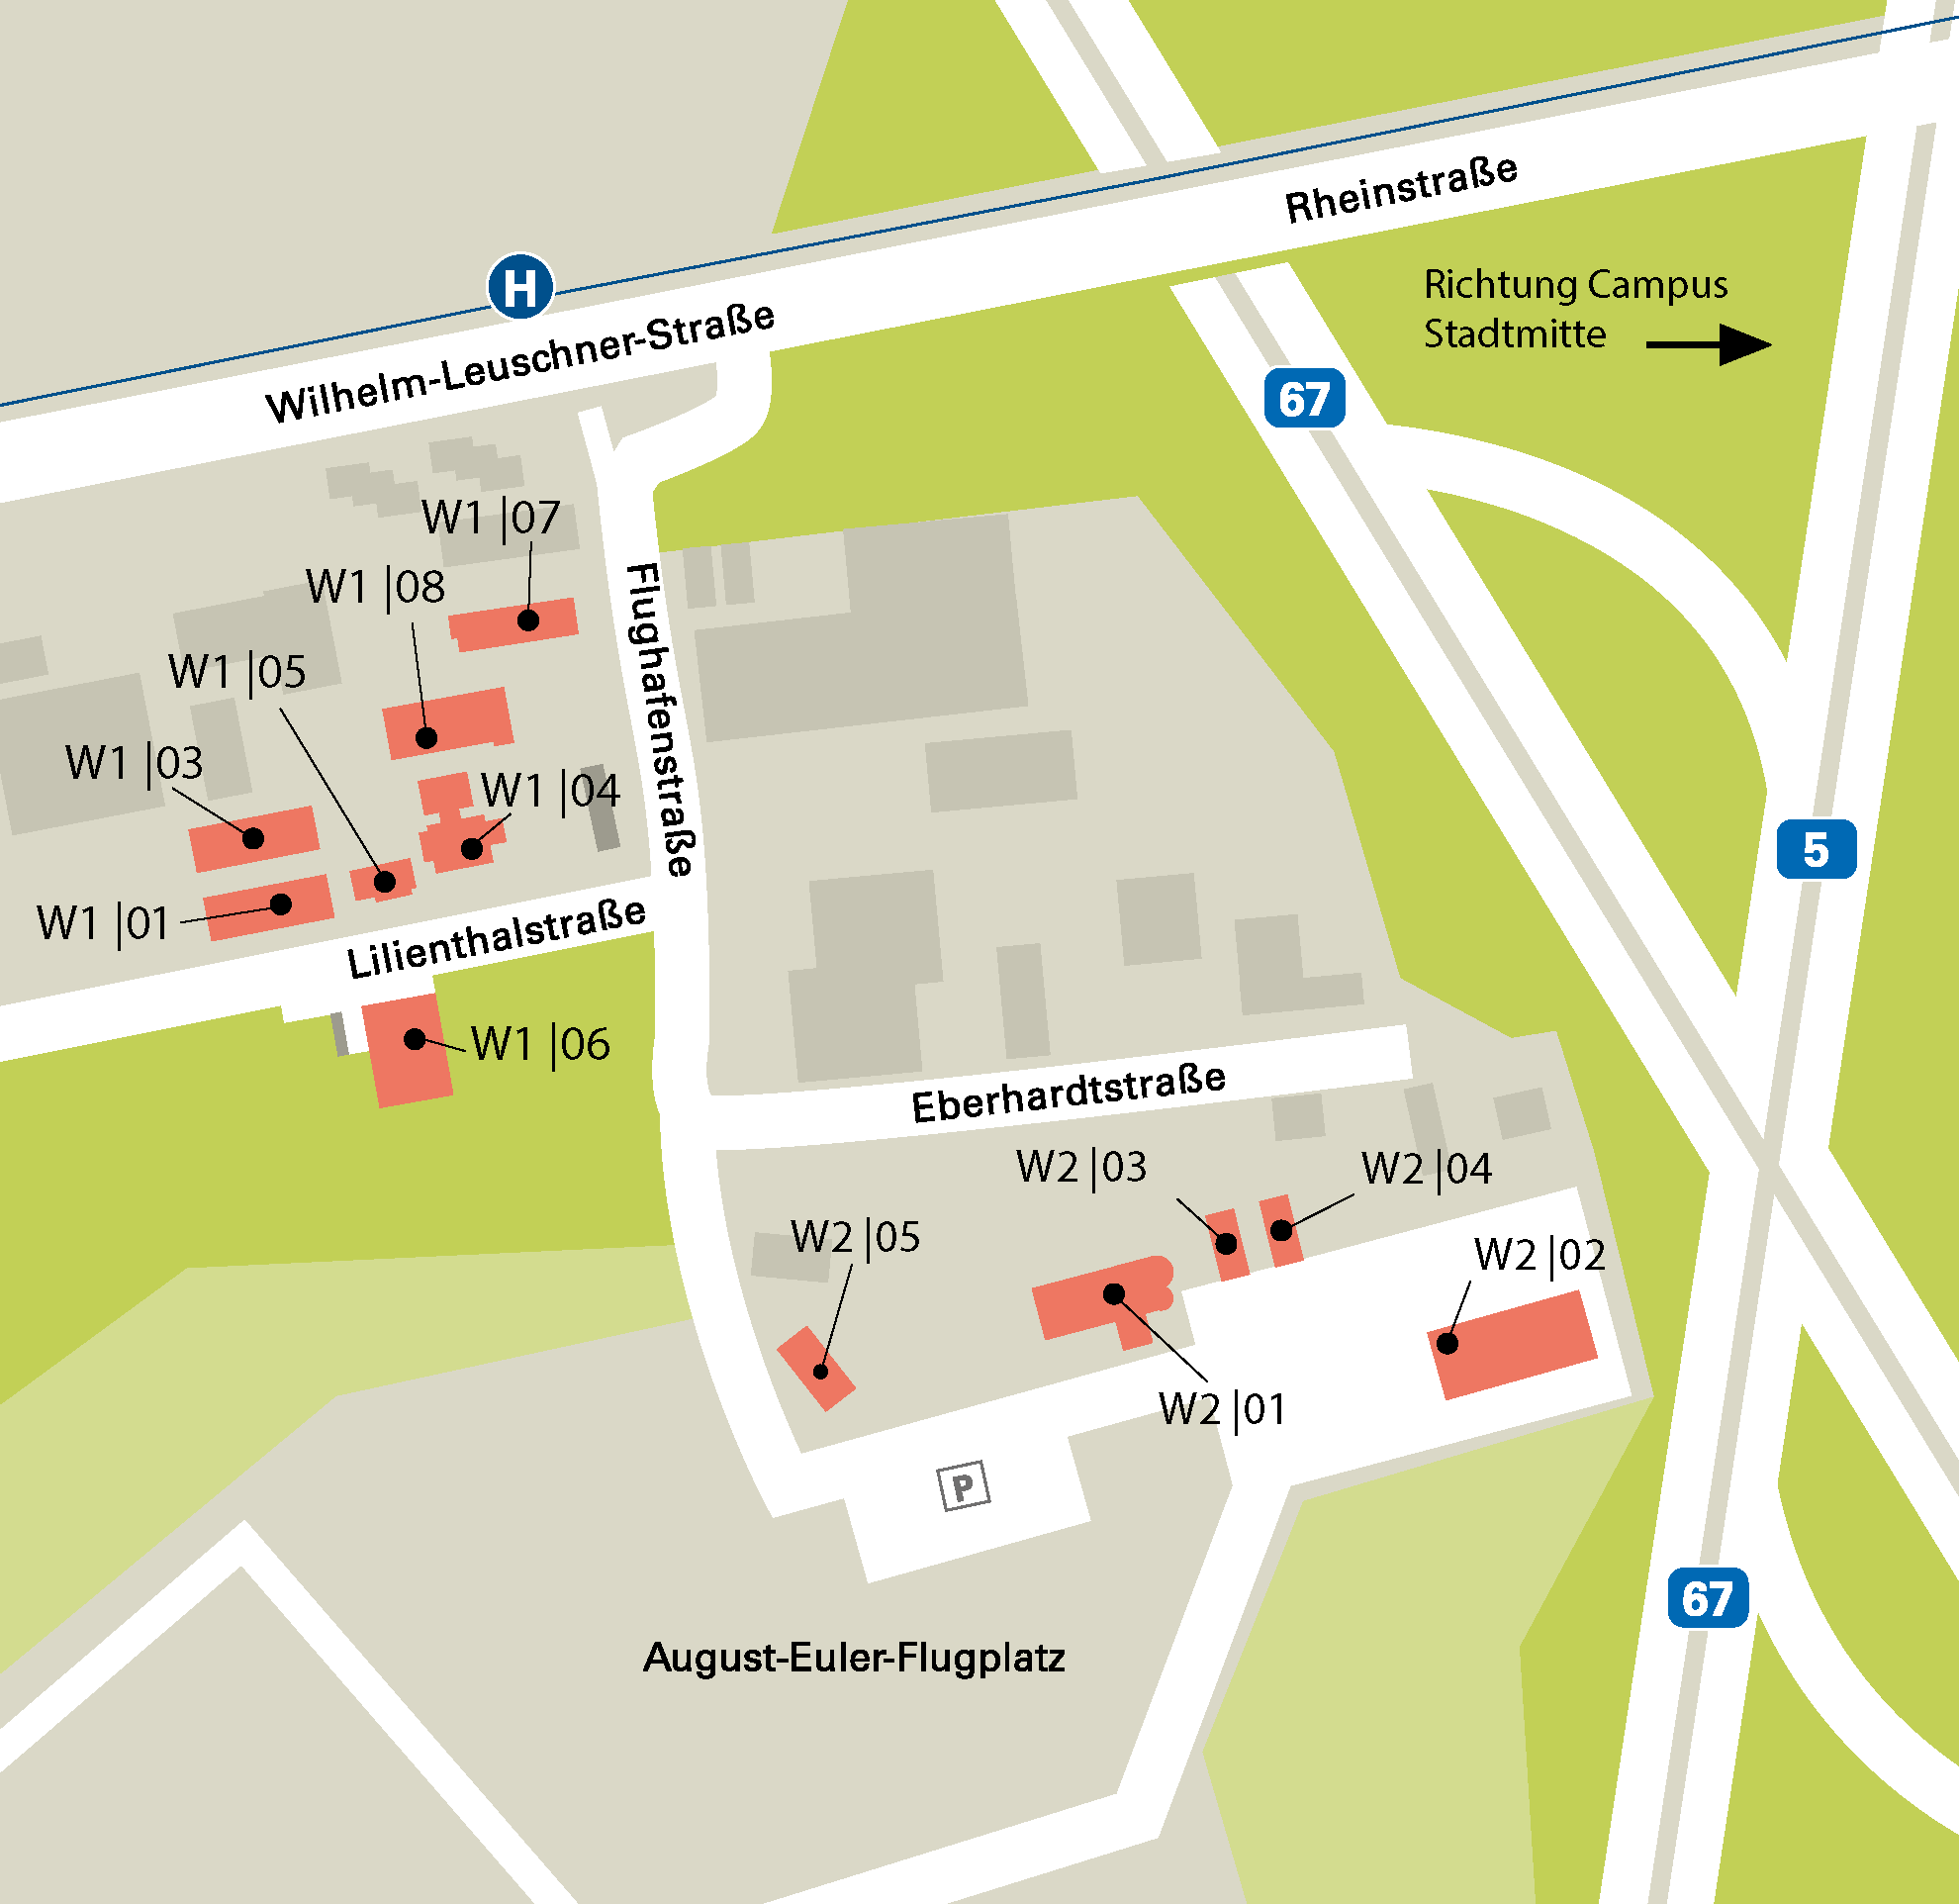 Rheinstraße
Richtung Campus
Stadtmitte
H
Wilhelm-Leuschner-Straße
67
W1 |07
W1 |08
Flughafenstraße
W1 |05
W1 |03
W1 |04
5
W1 |01
Lilienthalstraße
W1 |06
Eberhardtstraße
W2 |03
W2 |04
W2 |05
W2 |02
W2 |01
P
67
August-Euler-Flugplatz